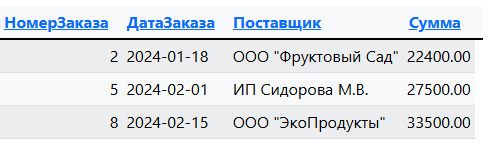 НомерЗаказа ДатаЗаказа Поставщик Сумма
2 2024-01-18 ООО "Фруктовый Сад" 22400.00
5 2024-02-01 ИП Сидорова М.В. 27500.00
8 2024-02-15 ООО "ЭкоПродукты" 33500.00